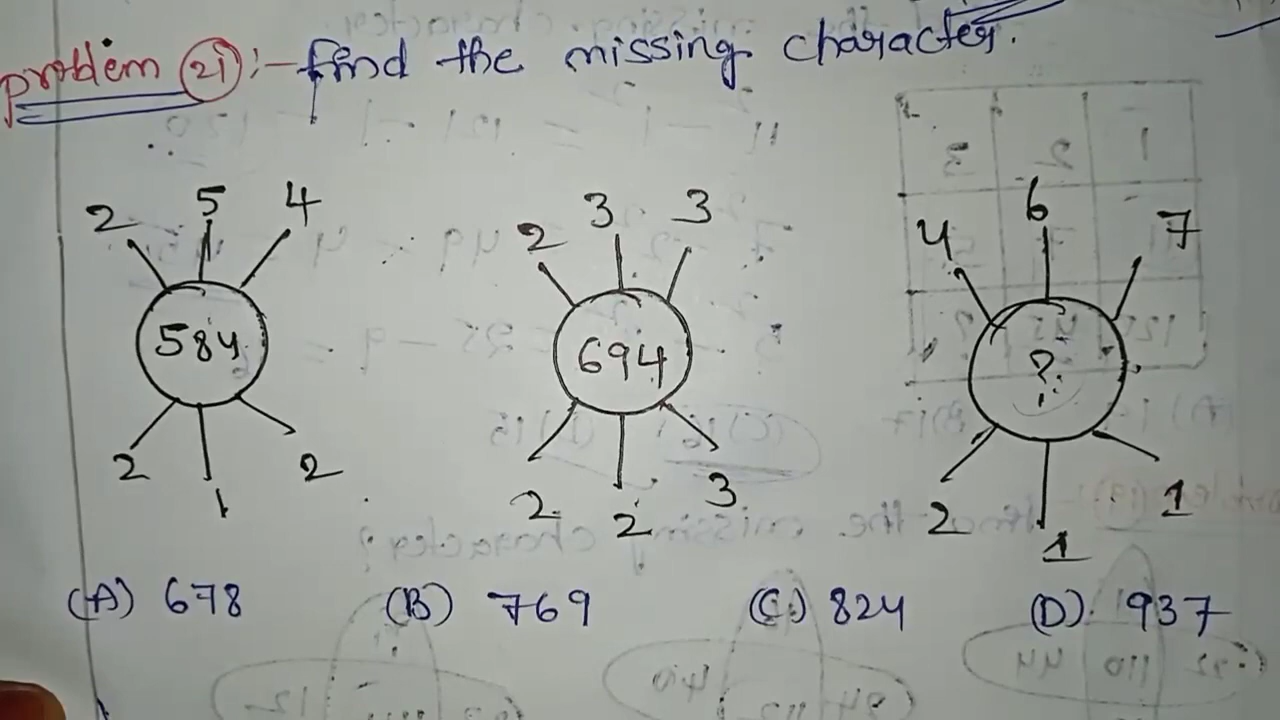 problem (21):- find the missing character.
2 5 4
584
2 1 2
2 3 3
694
2 2 3
4 6 7
?
2 1 1
(A) 678 (B) 769 (C) 824 (D) 937